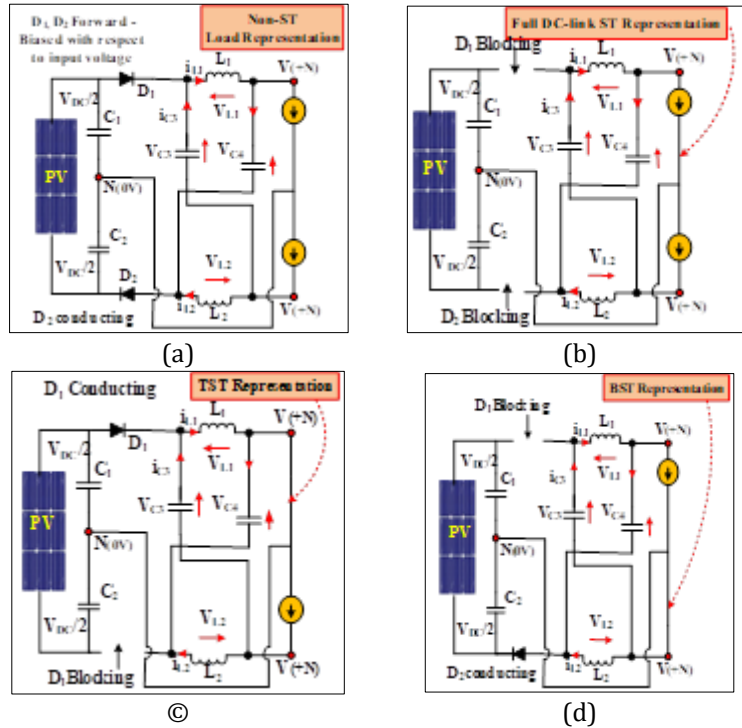 D1, D2 Forward -
Biased with respect
to input voltage
Non-ST
Load Representation
D1
iL1
L1
V(+N)
VDC/2
C1
iC3
VL1
VC3
VC4
PV
N(0V)
C2
VL2
VDC/2
D2
iL2
L2
V(+N)
D2 conducting
(a)
Full DC-link ST Representation
D1 Blocking
iL1
L1
V(+N)
VDC/2
C1
iC3
VL1
VC3
VC4
PV
N(0V)
C2
VL2
VDC/2
iL2
L2
V(+N)
D2 Blocking
(b)
D1 Conducting
TST Representation
D1
iL1
L1
V(+N)
VDC/2
C1
iC3
VL1
VC3
VC4
PV
N(0V)
C2
VL2
VDC/2
iL2
L2
V(+N)
D1 Blocking
©
BST Representation
D1 Blocking
iL1
L1
V(+N)
VDC/2
C1
iC3
VL1
VC3
VC4
PV
N(0V)
C2
VL2
VDC/2
D2 conducting
iL2
L2
V(+N)
(d)